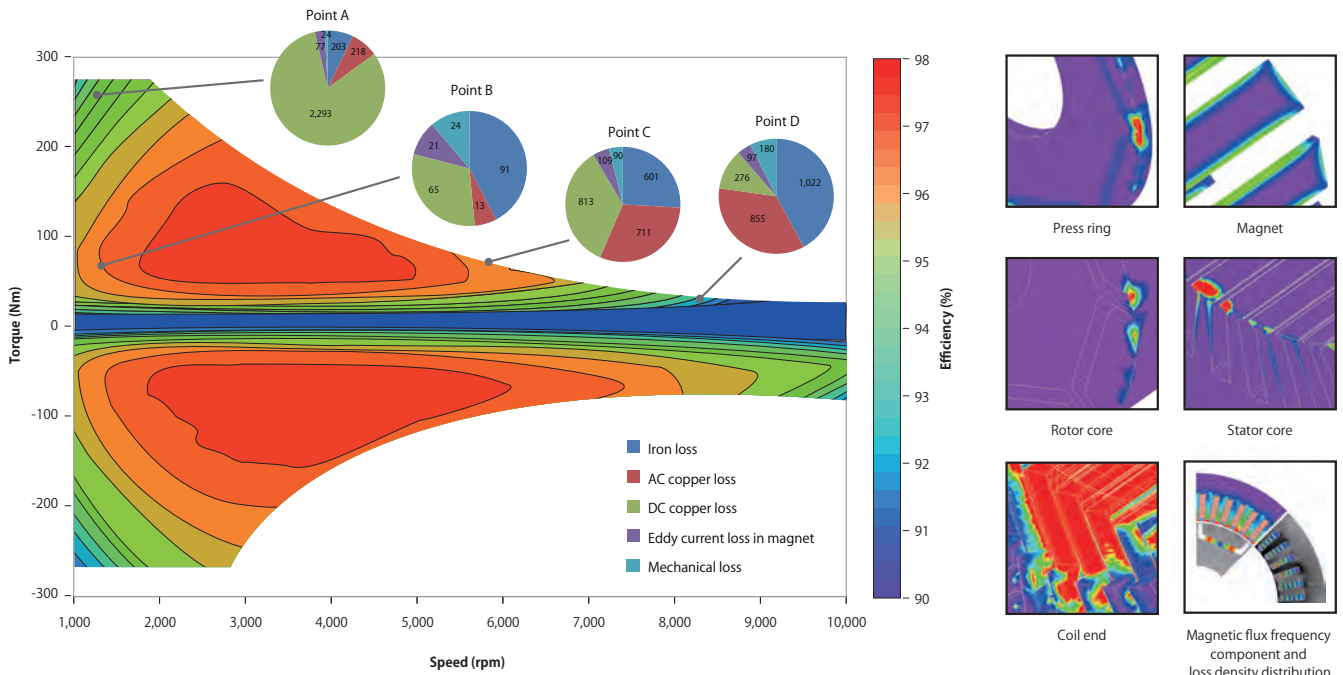 Point A
24
77
203
218
2,293
Point B
24
21
91
65
13
Point C
109
90
601
813
711
Point D
97
180
276
1,022
855
Torque (Nm)
300
200
100
0
-100
-200
-300
1,000
2,000
3,000
4,000
5,000
6,000
7,000
8,000
9,000
10,000
Speed (rpm)
Iron loss
AC copper loss
DC copper loss
Eddy current loss in magnet
Mechanical loss
98
97
96
95
94
93
92
91
90
Efficiency (%)
Press ring
Magnet
Rotor core
Stator core
Coil end
Magnetic flux frequency
component and
loss density distribution